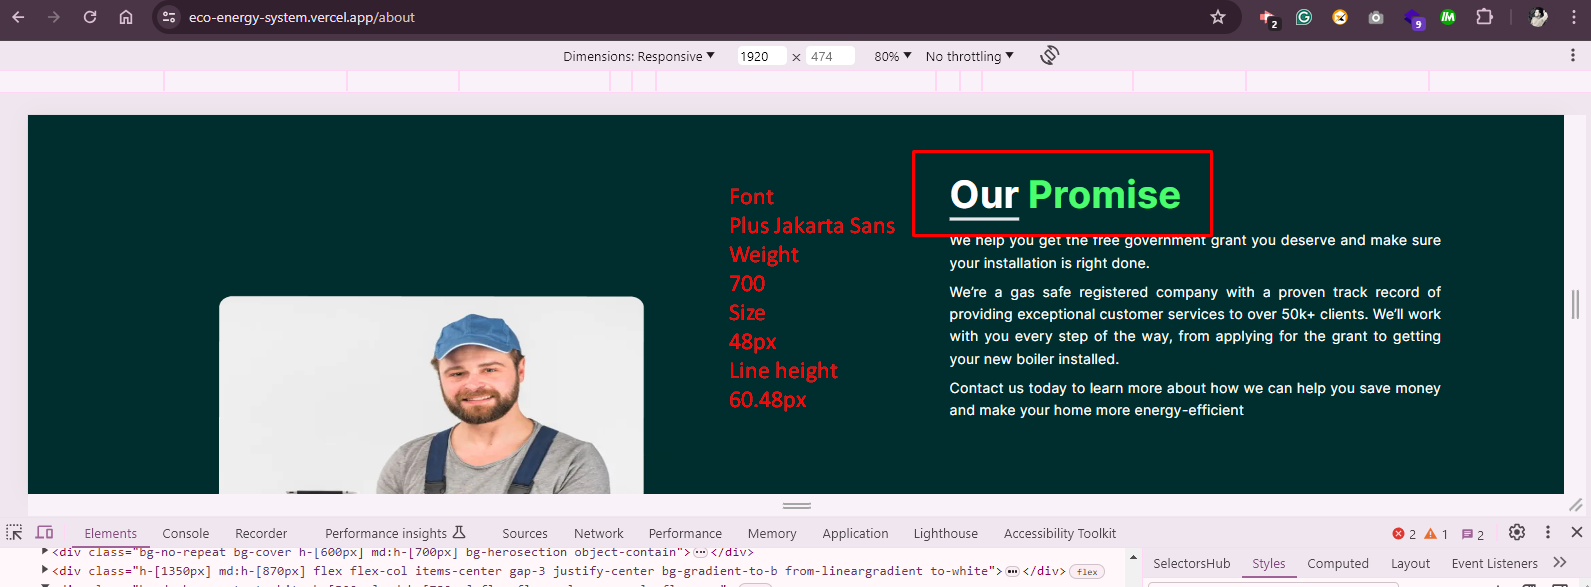 eco-energy-system.vercel.app/about
2
9
Dimensions: Responsive ▼ 1920 × 474 80% ▼ No throttling ▼
Our Promise
We help you get the free government grant you deserve and make sure
your installation is right done.
We're a gas safe registered company with a proven track record of
providing exceptional customer services to over 50k+ clients. We'll work
with you every step of the way, from applying for the grant to getting
your new boiler installed.
Contact us today to learn more about how we can help you save money
and make your home more energy-efficient
Font
Plus Jakarta Sans
Weight
700
Size
48px
Line height
60.48px
Elements Console Recorder Performance insights Sources Network Performance Memory Application Lighthouse Accessibility Toolkit 2 1 2
<div class="bg-no-repeat bg-cover h-[600px] md:h-[700px] bg-herosection object-contain">…</div>
<div class="h-[1350px] md:h-[870px] flex flex-col items-center gap-3 justify-center bg-gradient-to-b from-lineargradient to-white">…</div> flex
SelectorsHub Styles Computed Layout Event Listeners »